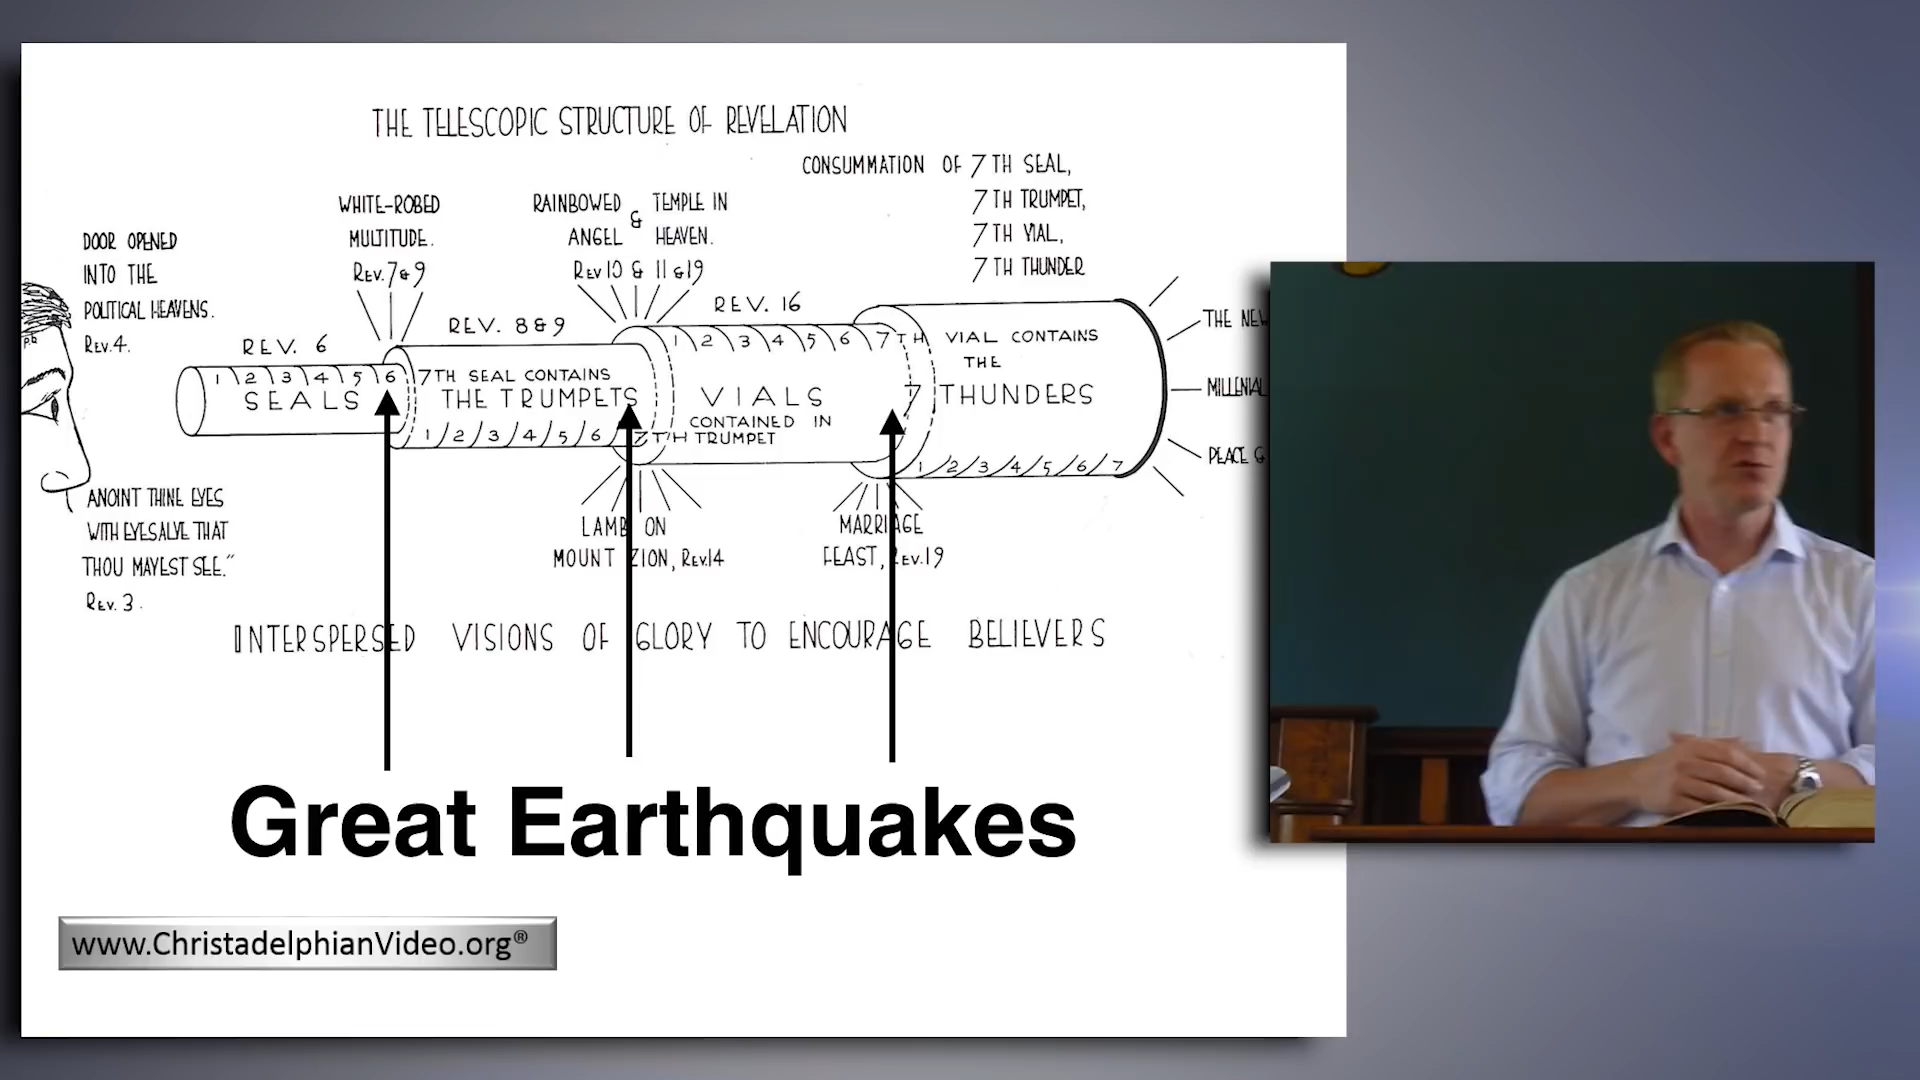 THE TELESCOPIC STRUCTURE OF REVELATION
CONSUMMATION OF 7TH SEAL,
7TH TRUMPET,
7TH VIAL,
7TH THUNDER
DOOR OPENED
INTO THE
POLITICAL HEAVENS.
REV.4.
WHITE-ROBED
MULTITUDE.
REV.7&9
RAINBOWED & TEMPLE IN
ANGEL HEAVEN.
REV 10 & 11&19
REV. 6
1 2 3 4 5 6
SEALS
REV. 8&9
7TH SEAL CONTAINS
THE TRUMPETS
1 2 3 4 5 6 7TH
REV. 16
1 2 3 4 5 6 7TH
VIALS
CONTAINED IN
TRUMPET
VIAL CONTAINS
THE
7 THUNDERS
1 2 3 4 5 6 7
THE NEW
PEACE &
ANOINT THINE EYES
WITH EYESALVE THAT
THOU MAYEST SEE."
REV. 3.
LAMB ON
MOUNT ZION, REV.14
MARRIAGE
FEAST, REV.19
INTERSPERSED VISIONS OF GLORY TO ENCOURAGE BELIEVERS
Great Earthquakes
www.ChristadelphianVideo.org®